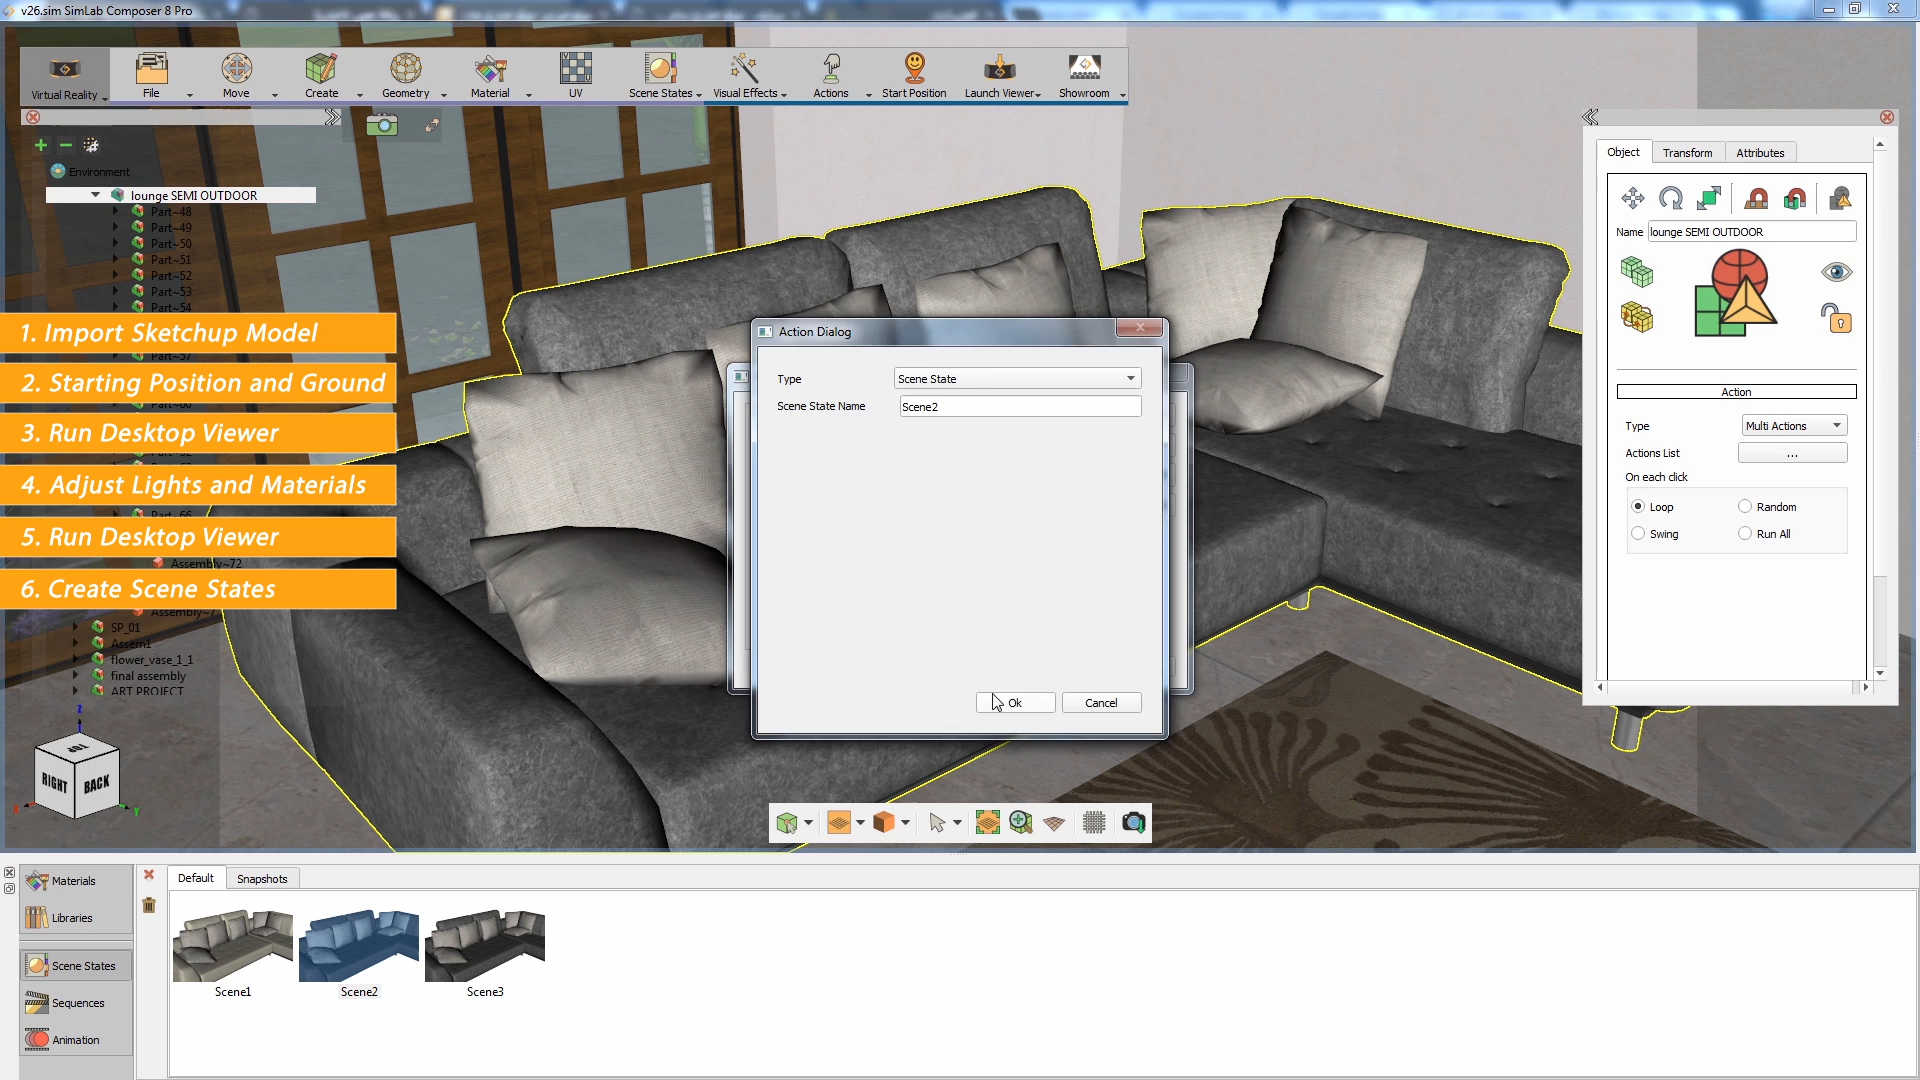 v26.sim SimLab Composer 8 Pro
Virtual Reality
File
Move
Create
Geometry
Material
UV
Scene States
Visual Effects
Actions
Start Position
Launch Viewer
Showroom
Environment
lounge SEMI OUTDOOR
Part~48
Part~49
Part~50
Part~51
Part~52
Part~53
Part~54
1. Import Sketchup Model
Part~57
2. Starting Position and Ground
3. Run Desktop Viewer
4. Adjust Lights and Materials
Part~66
5. Run Desktop Viewer
Assembly~72
6. Create Scene States
SP_01
Assem1
flower_vase_1_1
final assembly
ART PROJECT
TOP
RIGHT
BACK
Z
X
Y
Action Dialog
Type
Scene State
Scene State Name
Scene2
Ok
Cancel
Object
Transform
Attributes
Name
lounge SEMI OUTDOOR
Action
Type
Multi Actions
Actions List
...
On each click
Loop
Random
Swing
Run All
Materials
Libraries
Scene States
Sequences
Animation
Default
Snapshots
Scene1
Scene2
Scene3